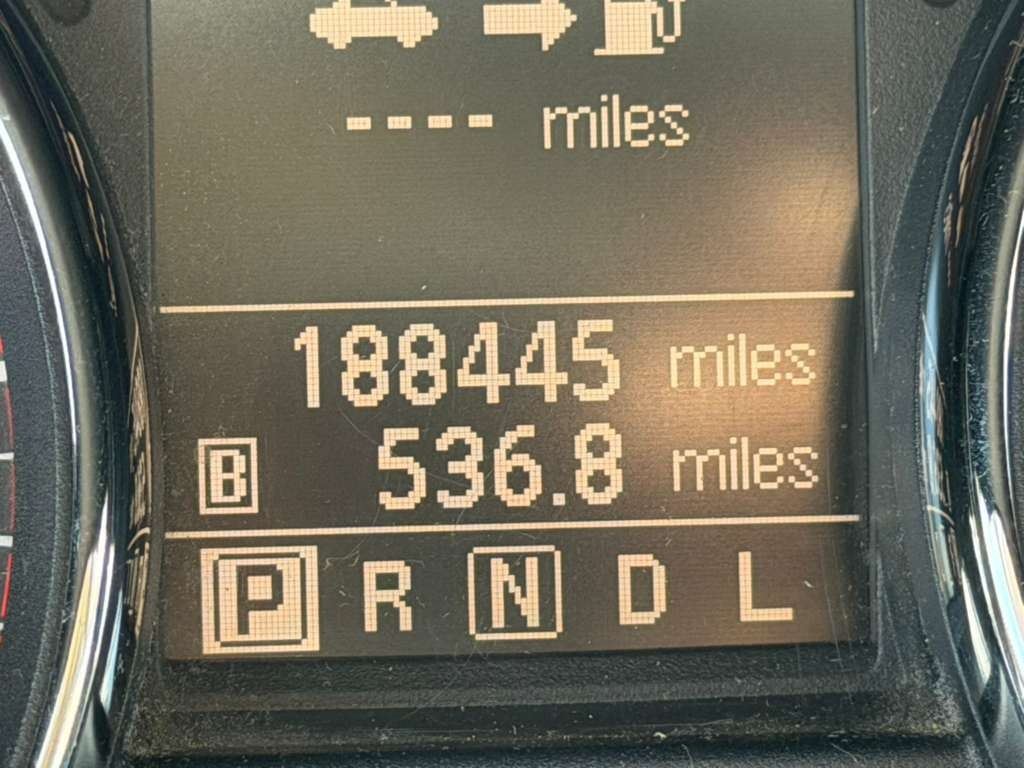 ---- miles
188445 miles
B 536.8 miles
P R N D L